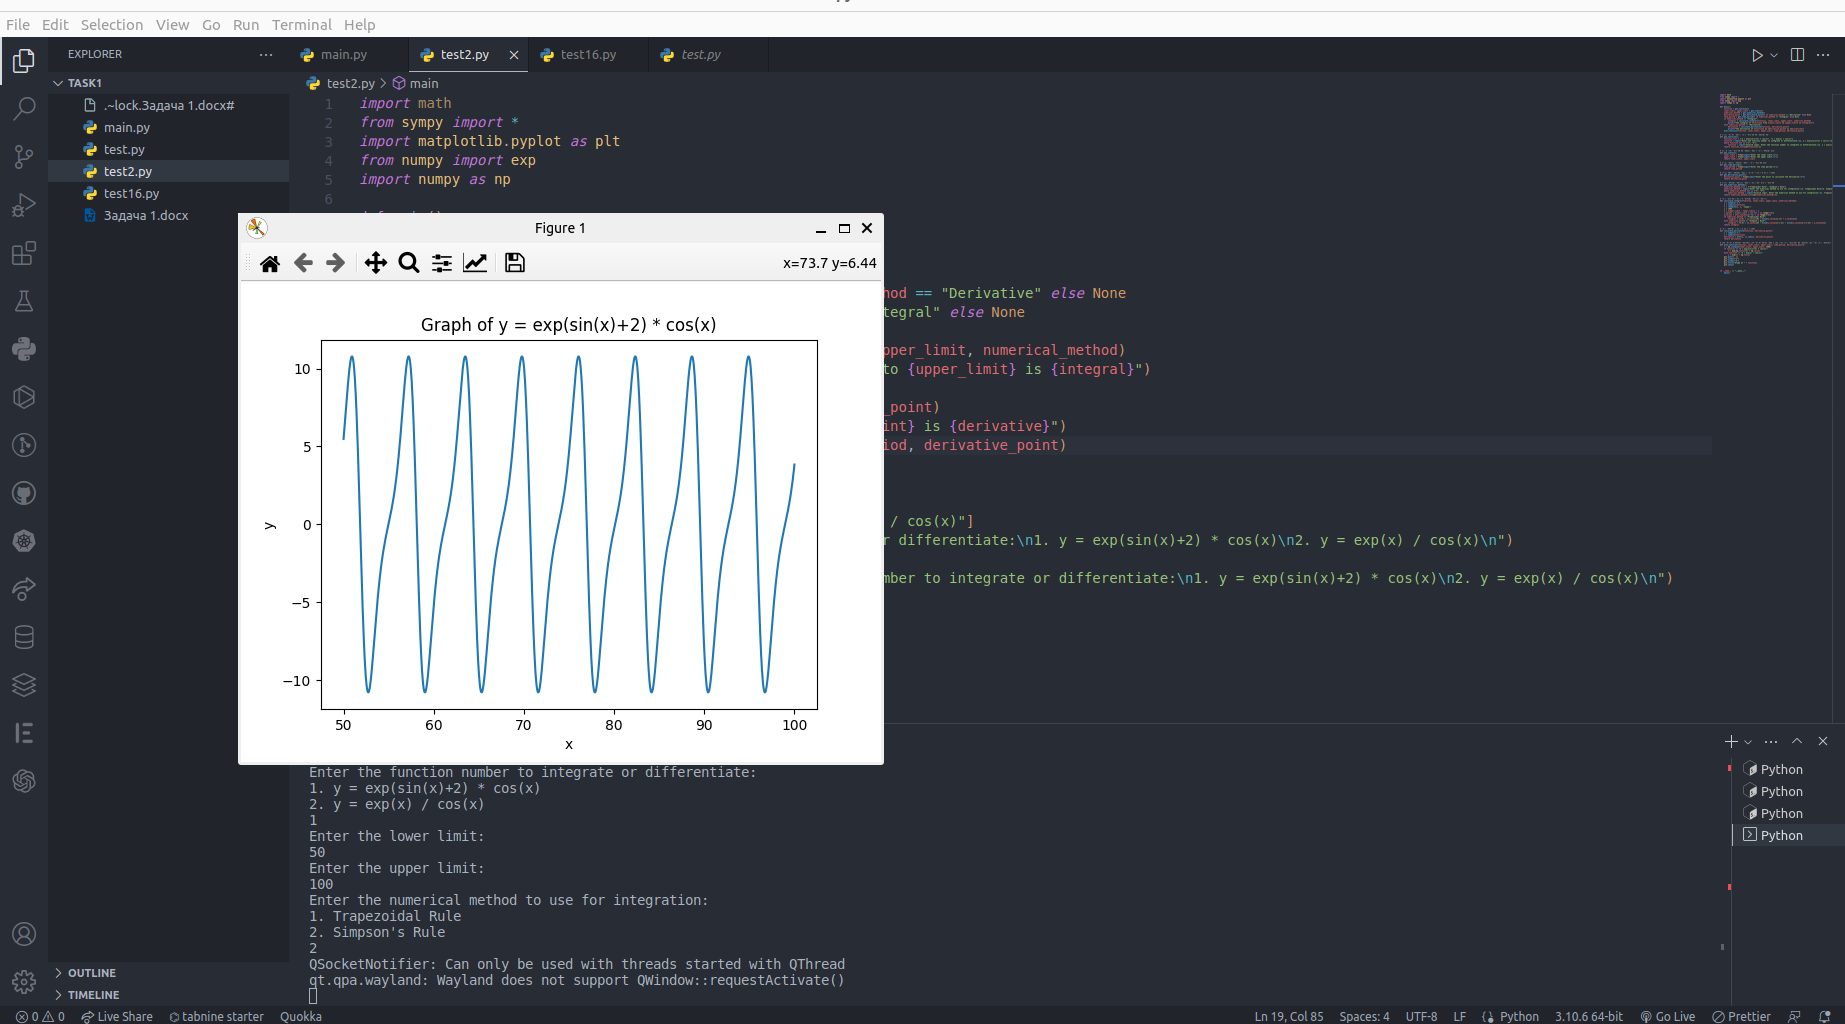 File Edit Selection View Go Run Terminal Help
EXPLORER
main.py
test2.py
test16.py
test.py
TASK1
.~lock.Задача 1.docx#
main.py
test.py
test2.py
test16.py
Задача 1.docx
test2.py > main
1 import math
2 from sympy import *
3 import matplotlib.pyplot as plt
4 from numpy import exp
5 import numpy as np
6
Figure 1
x=73.7 y=6.44
Graph of y = exp(sin(x)+2) * cos(x)
10
5
0
−5
−10
y
50 60 70 80 90 100
x
hod == "Derivative" else None
tegral" else None
pper_limit, numerical_method)
to {upper_limit} is {integral}")
_point)
int} is {derivative}")
iod, derivative_point)
/ cos(x)"]
r differentiate:\n1. y = exp(sin(x)+2) * cos(x)\n2. y = exp(x) / cos(x)\n")
mber to integrate or differentiate:\n1. y = exp(sin(x)+2) * cos(x)\n2. y = exp(x) / cos(x)\n")
Enter the function number to integrate or differentiate:
1. y = exp(sin(x)+2) * cos(x)
2. y = exp(x) / cos(x)
1
Enter the lower limit:
50
Enter the upper limit:
100
Enter the numerical method to use for integration:
1. Trapezoidal Rule
2. Simpson's Rule
2
QSocketNotifier: Can only be used with threads started with QThread
qt.qpa.wayland: Wayland does not support QWindow::requestActivate()
Python
Python
Python
Python
OUTLINE
TIMELINE
0 0 Live Share tabnine starter Quokka
Ln 19, Col 85 Spaces: 4 UTF-8 LF Python 3.10.6 64-bit Go Live Prettier